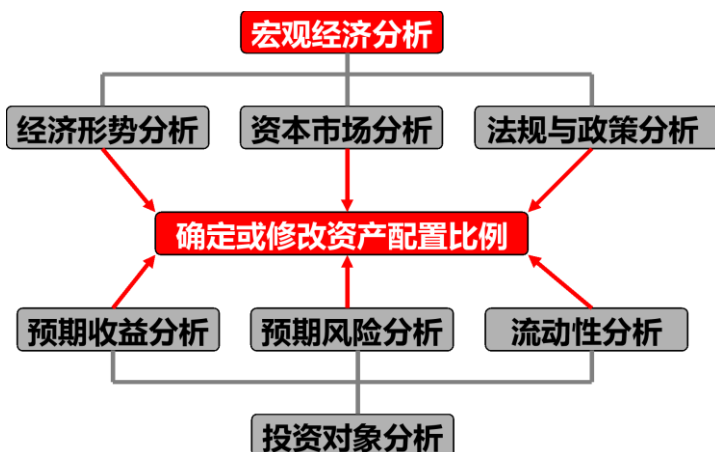 宏观经济分析
经济形势分析
资本市场分析
法规与政策分析
确定或修改资产配置比例
预期收益分析
预期风险分析
流动性分析
投资对象分析